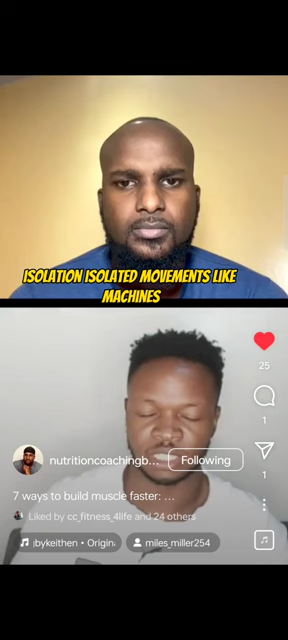 ISOLATION ISOLATED MOVEMENTS LIKE
MACHINES
25
1
nutritioncoachingb...
Following
1
7 ways to build muscle faster: ...
Liked by cc_fitness_4life and 24 others
jbykeithen • Origin
miles_miller254